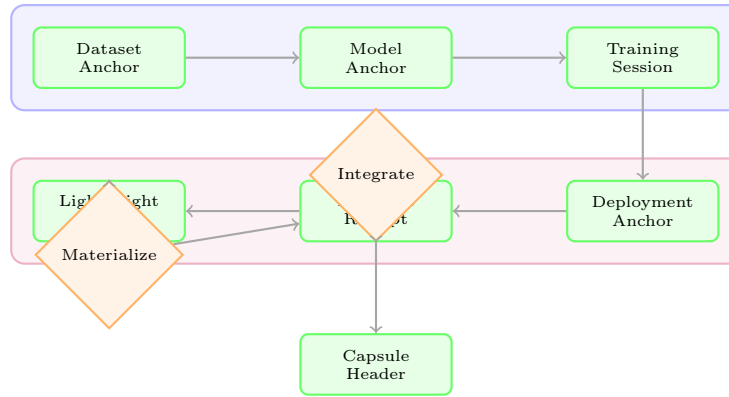 Dataset
Anchor
Model
Anchor
Training
Session
Integrate
Deployment
Anchor
Materialize
Capsule
Header